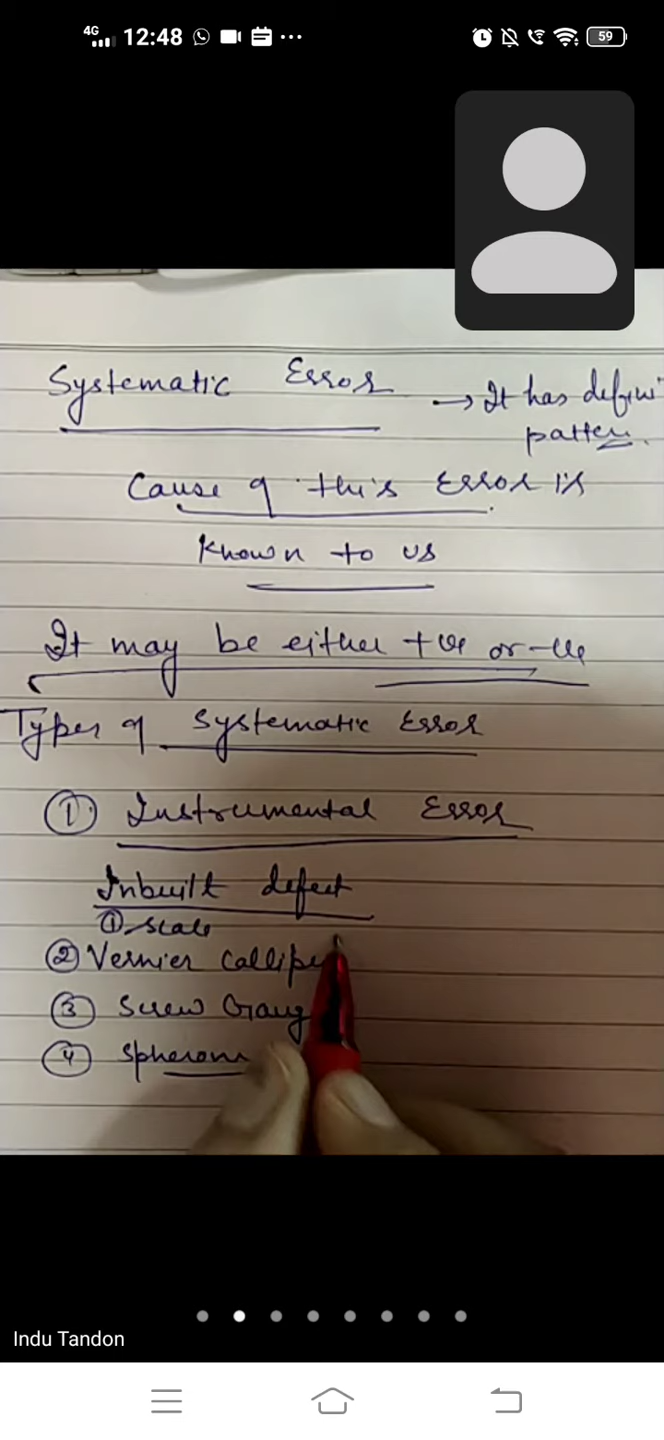 4G 12:48 59
Systematic Error → It has defini
pattern.
Cause of this Error is
known to us
It may be either +ve or -ve
Types of Systematic Error
① Instrumental Error
Inbuilt defect
① Scale
② Vernier Callipe
③ Screw Gaug
④ Spherom
Indu Tandon